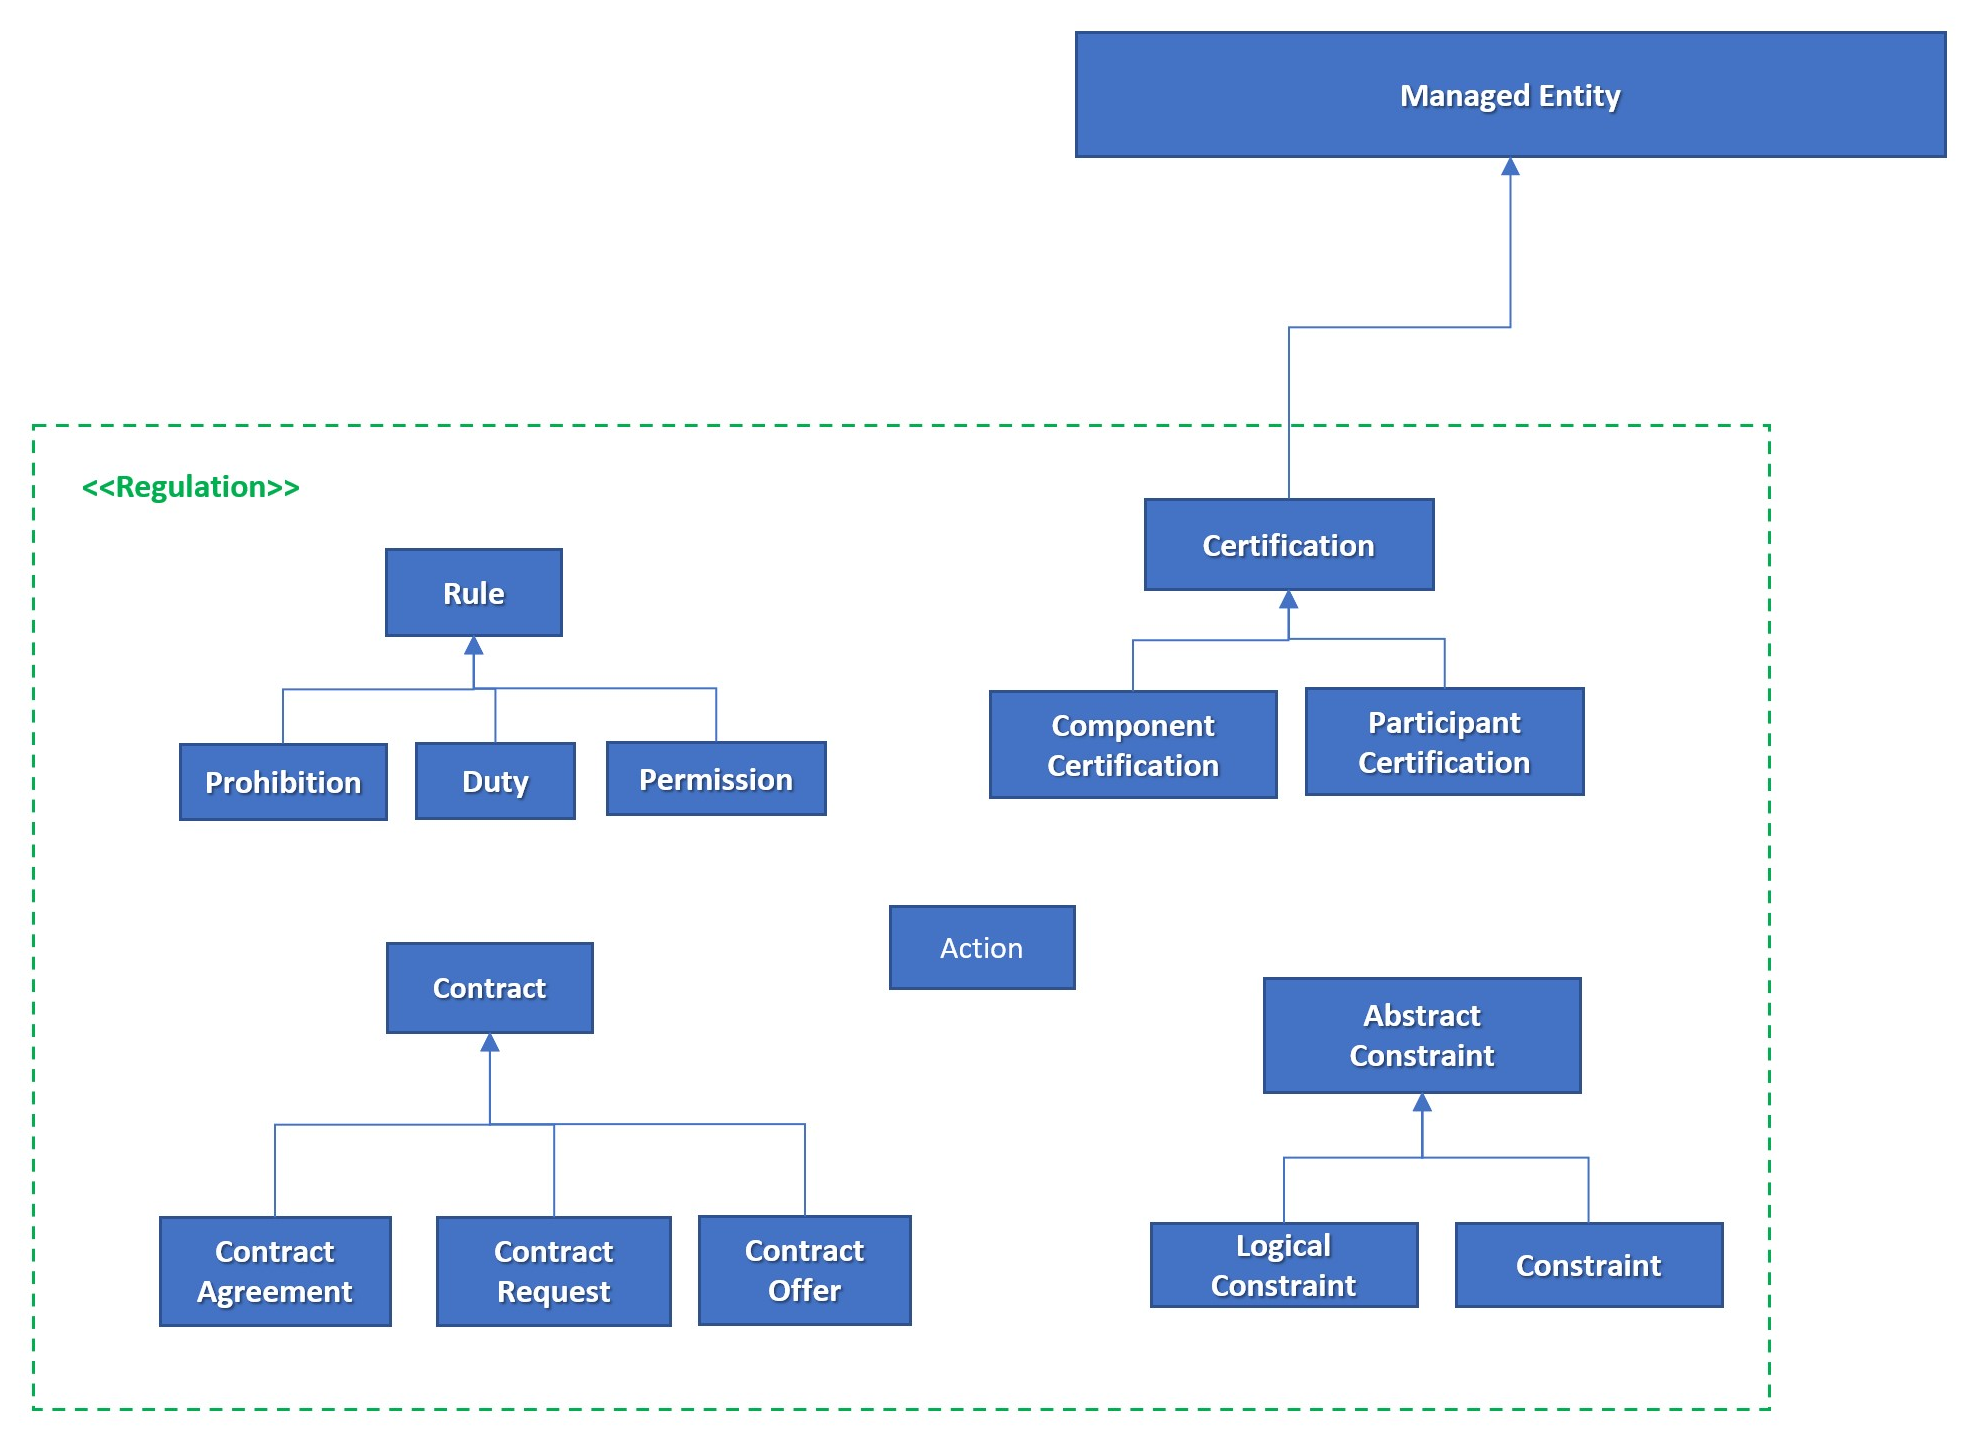 Managed Entity
<<Regulation>>
Certification
Rule
Component
Certification
Participant
Certification
Prohibition
Duty
Permission
Action
Contract
Abstract
Constraint
Contract
Agreement
Contract
Request
Contract
Offer
Logical
Constraint
Constraint